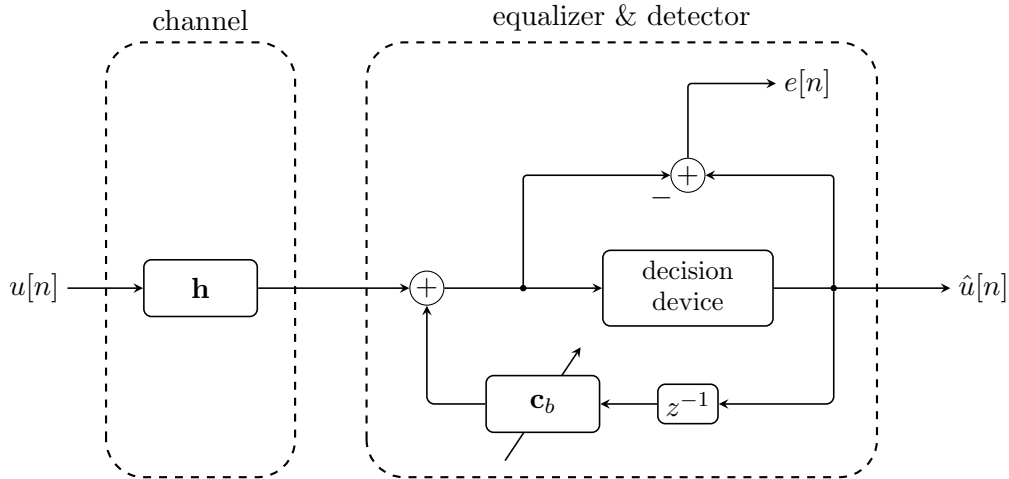 channel
equalizer & detector
e[n]
+
−
u[n]
h
+
decision
device
û[n]
c_b
z⁻¹